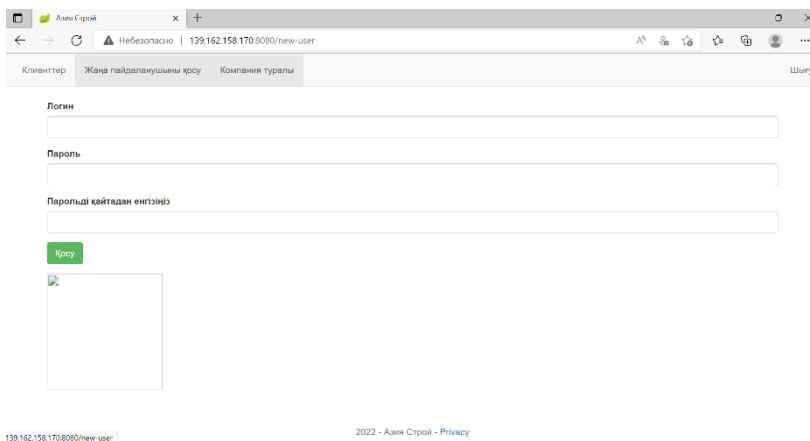 Азия Строй
Небезопасно | 139.162.158.170:8080/new-user
Клиенттер Жаңа пайдаланушыны қосу Компания туралы Шығу
Логин
Пароль
Парольді қайтадан енгізіңіз
Қосу
2022 - Азия Строй - Privacy
139.162.158.170:8080/new-user